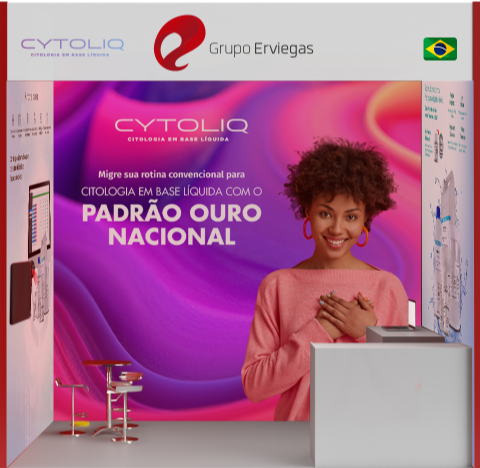 CYTOLIQ
CITOLOGIA EM BASE LÍQUIDA
Grupo Erviegas
CYTOLIQ
CITOLOGIA EM BASE LÍQUIDA
Migre sua rotina convencional para
CITOLOGIA EM BASE LÍQUIDA COM O
PADRÃO OURO
NACIONAL